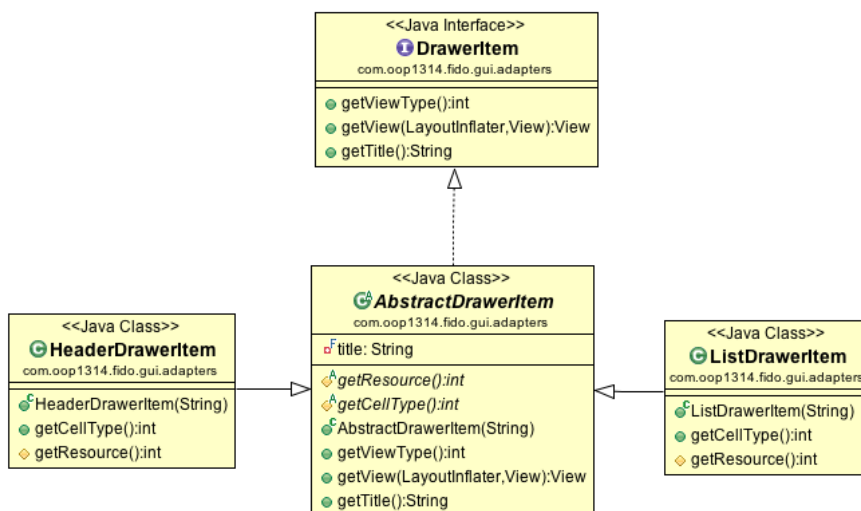 <<Java Interface>>
DrawerItem
com.oop1314.fido.gui.adapters
getViewType():int
getView(LayoutInflater,View):View
getTitle():String
<<Java Class>>
AbstractDrawerItem
com.oop1314.fido.gui.adapters
title: String
getResource():int
getCellType():int
AbstractDrawerItem(String)
getViewType():int
getView(LayoutInflater,View):View
getTitle():String
<<Java Class>>
HeaderDrawerItem
com.oop1314.fido.gui.adapters
HeaderDrawerItem(String)
getCellType():int
getResource():int
<<Java Class>>
ListDrawerItem
com.oop1314.fido.gui.adapters
ListDrawerItem(String)
getCellType():int
getResource():int